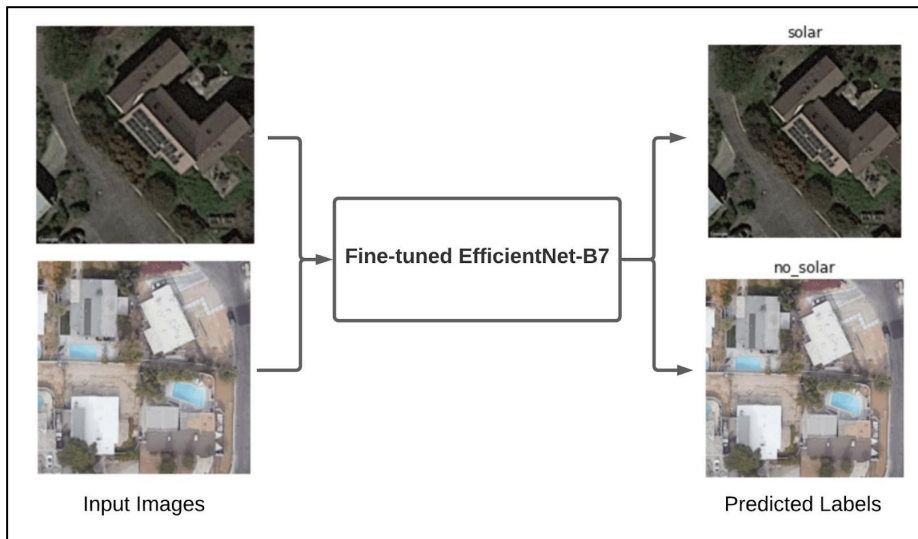 solar
Fine-tuned EfficientNet-B7
no_solar
Input Images
Predicted Labels